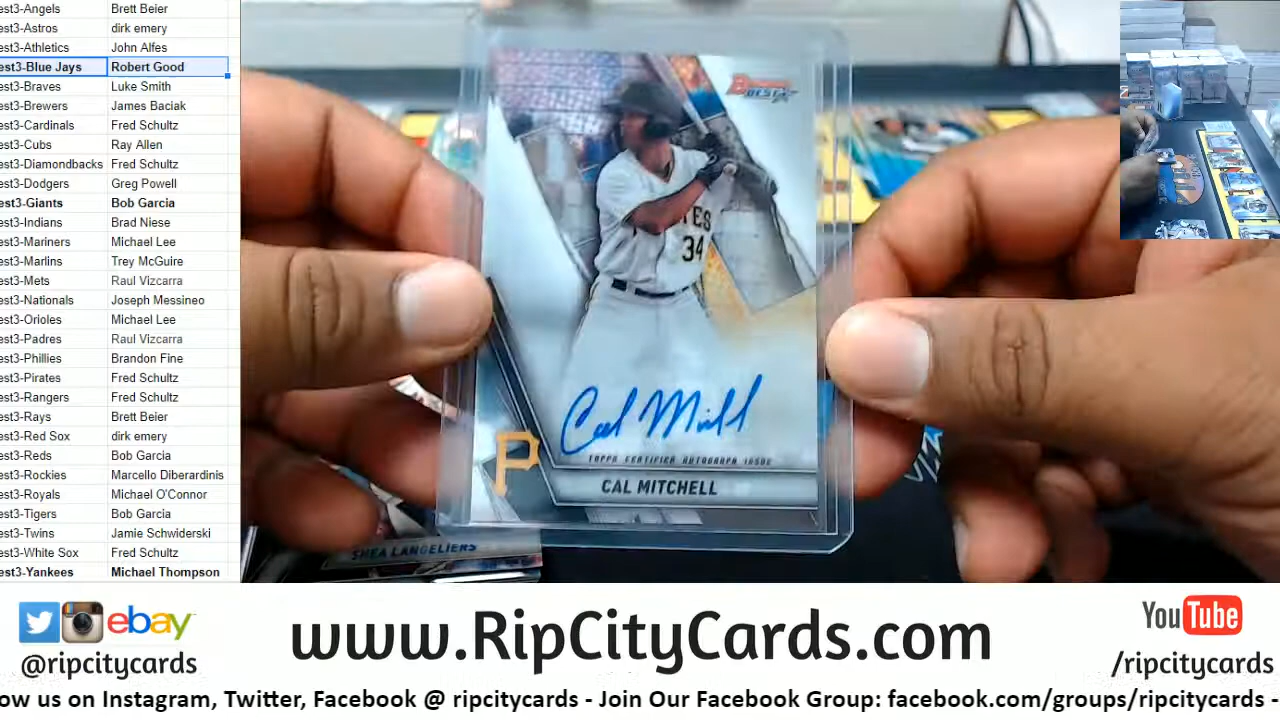 est3-Angels Brett Beier
est3-Astros dirk emery
est3-Athletics John Alfes
est3-Blue Jays Robert Good
est3-Braves Luke Smith
est3-Brewers James Baciak
est3-Cardinals Fred Schultz
est3-Cubs Ray Allen
est3-Diamondbacks Fred Schultz
est3-Dodgers Greg Powell
est3-Giants Bob Garcia
est3-Indians Brad Niese
est3-Mariners Michael Lee
est3-Marlins Trey McGuire
est3-Mets Raul Vizcarra
est3-Nationals Joseph Messineo
est3-Orioles Michael Lee
est3-Padres Raul Vizcarra
est3-Phillies Brandon Fine
est3-Pirates Fred Schultz
est3-Rangers Fred Schultz
est3-Rays Brett Beier
est3-Red Sox dirk emery
est3-Reds Bob Garcia
est3-Rockies Marcello Diberardinis
est3-Royals Michael O'Connor
est3-Tigers Bob Garcia
est3-Twins Jamie Schwiderski
est3-White Sox Fred Schultz
est3-Yankees Michael Thompson
Bowman's
BEST
TES
34
Cal Mitchell
TOPPS CERTIFIED AUTOGRAPH ISSUE
P
CAL MITCHELL
SHEA LANGELIERS
ebay
@ripcitycards
www.RipCityCards.com
YouTube
/ripcitycards
ow us on Instagram, Twitter, Facebook @ ripcitycards - Join Our Facebook Group: facebook.com/groups/ripcitycards -